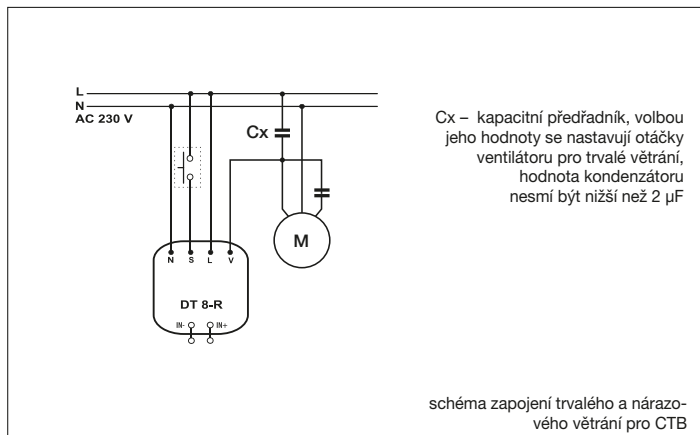 L
N
AC 230 V
Cx
Cx – kapacitní předřadník, volbou
jeho hodnoty se nastavují otáčky
ventilátoru pro trvalé větrání,
hodnota kondenzátoru
nesmí být nižší než 2 µF
M
N S L V
DT 8-R
IN- IN+
schéma zapojení trvalého a nárazo-
vého větrání pro CTB